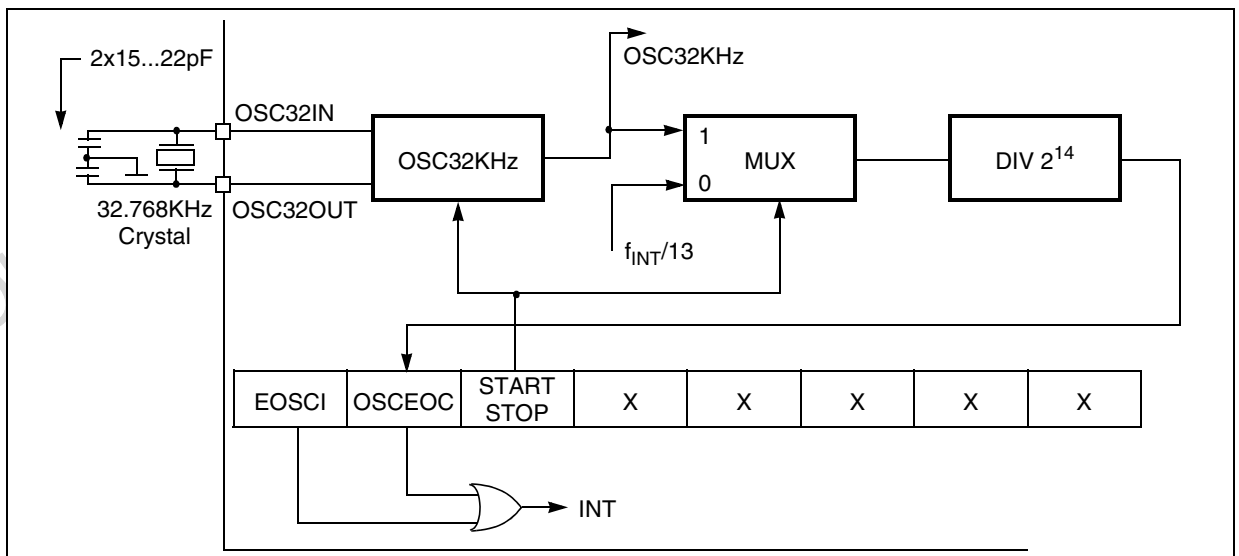 2x15...22pF
OSC32KHz
OSC32IN
OSC32KHz
1
MUX
0
DIV 2^14
32.768KHz
Crystal
OSC32OUT
f_INT/13
EOSCI
OSCEOC
START
STOP
X
X
X
X
X
INT